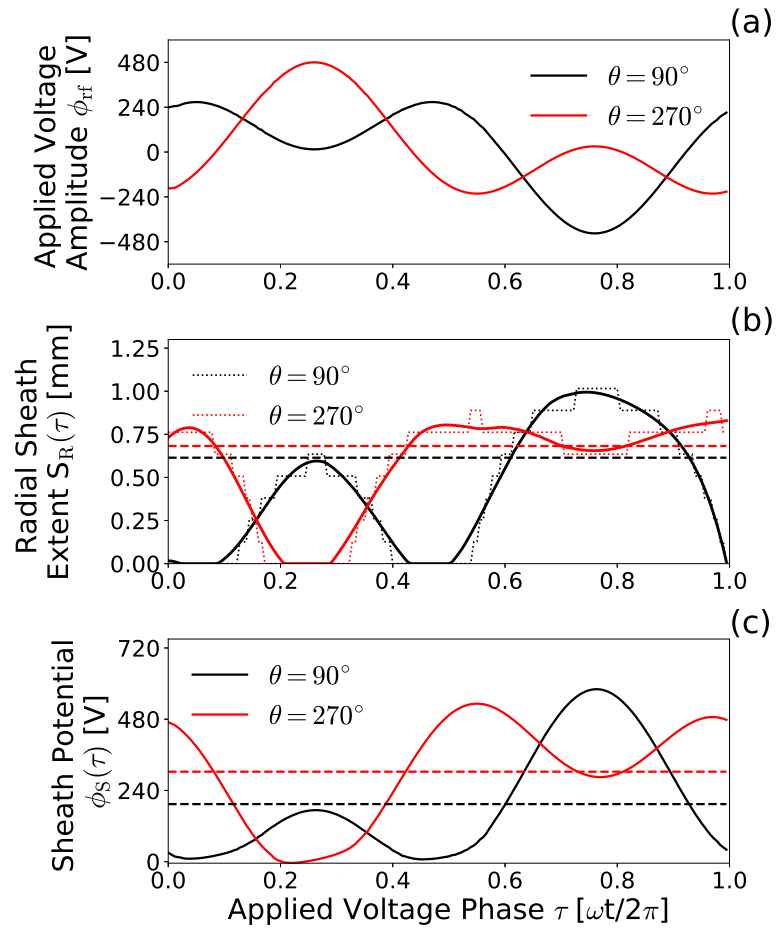 (a)
Applied Voltage
Amplitude ϕrf [V]
480
240
0
−240
−480
θ = 90°
θ = 270°
0.0 0.2 0.4 0.6 0.8 1.0
(b)
Radial Sheath
Extent SR(τ) [mm]
1.25
1.00
0.75
0.50
0.25
0.00
θ = 90°
θ = 270°
0.0 0.2 0.4 0.6 0.8 1.0
(c)
Sheath Potential
ϕS(τ) [V]
720
480
240
0
θ = 90°
θ = 270°
0.0 0.2 0.4 0.6 0.8 1.0
Applied Voltage Phase τ [ωt/2π]